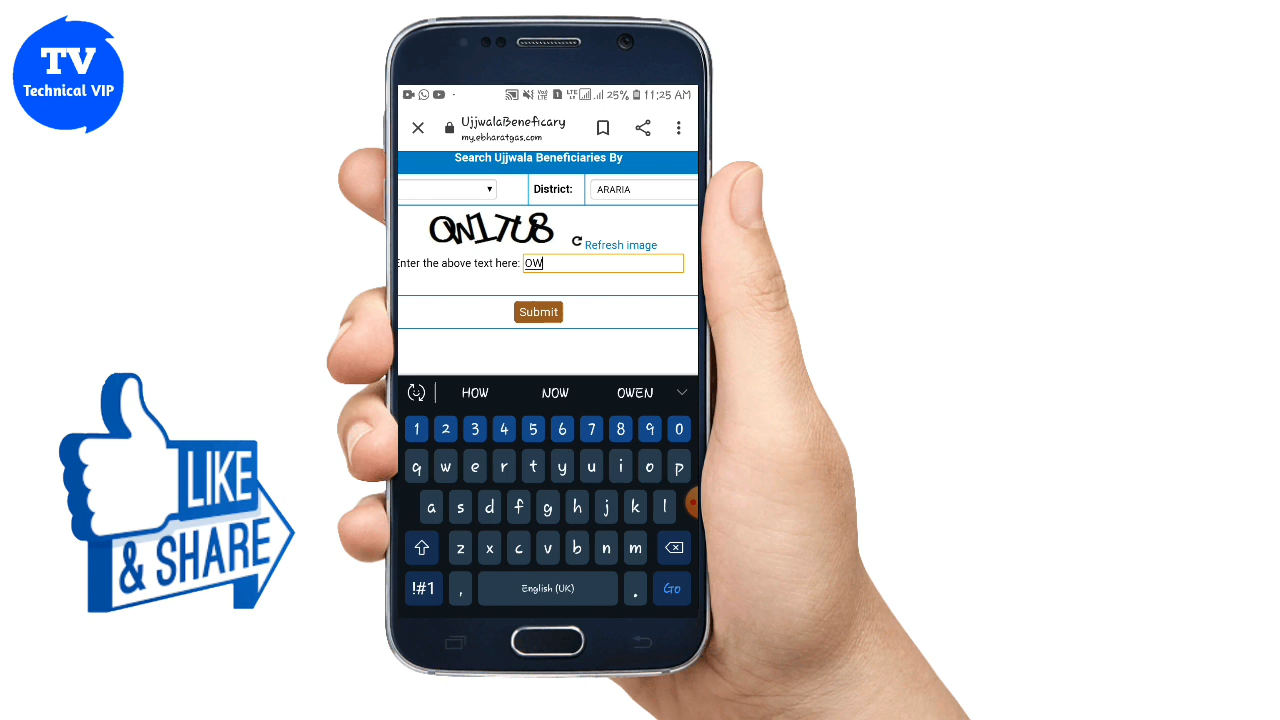 TV
Technical VIP
25% 11:25 AM
UjjwalaBeneficary
my.ebharatgas.com
Search Ujjwala Beneficiaries By
District: ARARIA
OW17U8
Refresh image
Enter the above text here: OW
Submit
HOW NOW OWEN
1 2 3 4 5 6 7 8 9 0
q w e r t y u i o p
a s d f g h j k l
z x c v b n m
!#1 , English (UK) . Go
LIKE
& SHARE